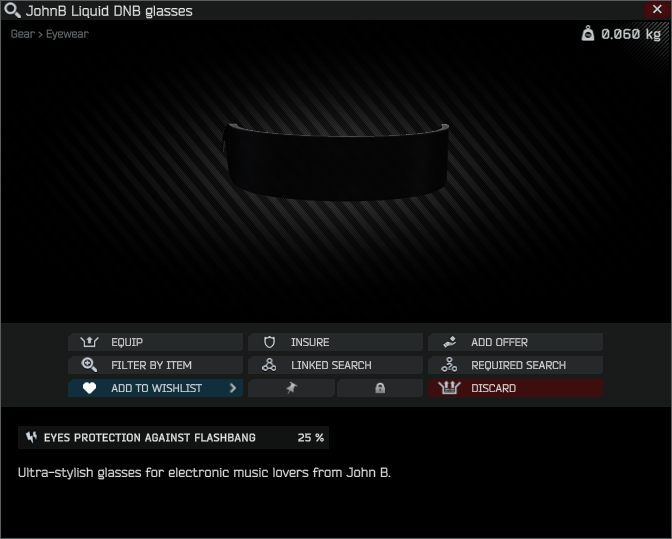 JohnB Liquid DNB glasses
Gear > Eyewear
0.060 kg
EQUIP
INSURE
ADD OFFER
FILTER BY ITEM
LINKED SEARCH
REQUIRED SEARCH
ADD TO WISHLIST
DISCARD
EYES PROTECTION AGAINST FLASHBANG 25 %
Ultra-stylish glasses for electronic music lovers from John B.